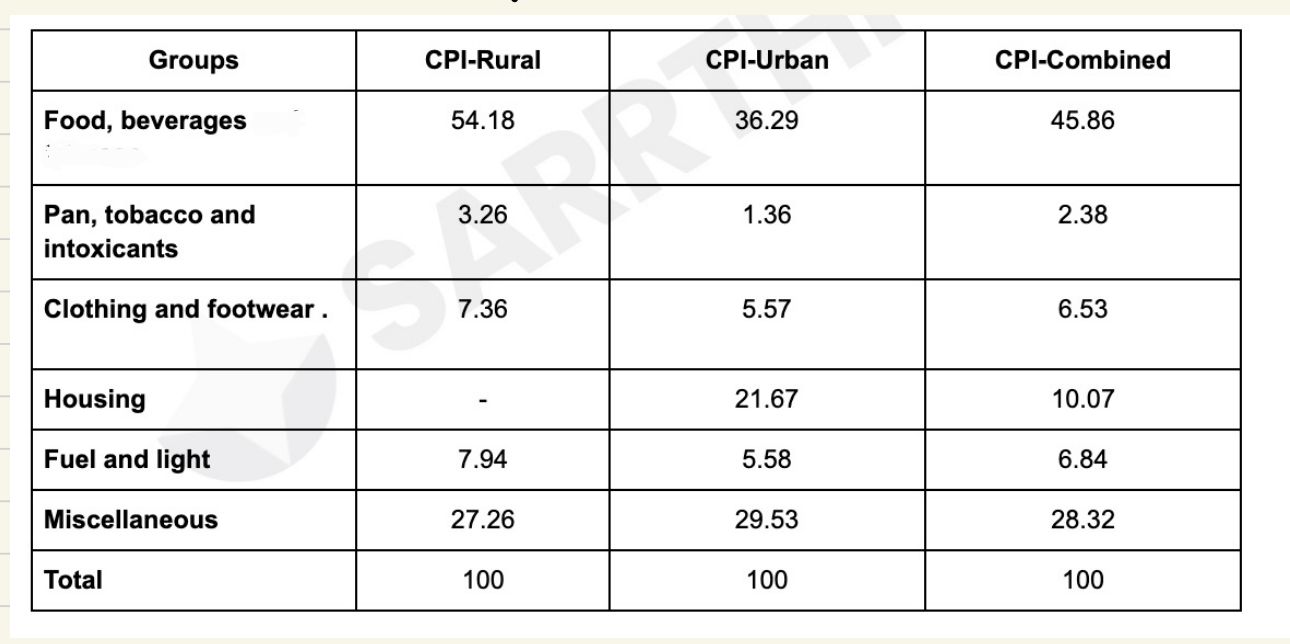 Groups CPI-Rural CPI-Urban CPI-Combined
Food, beverages 54.18 36.29 45.86
Pan, tobacco and 3.26 1.36 2.38
intoxicants
Clothing and footwear . 7.36 5.57 6.53
Housing - 21.67 10.07
Fuel and light 7.94 5.58 6.84
Miscellaneous 27.26 29.53 28.32
Total 100 100 100
SARRTHI